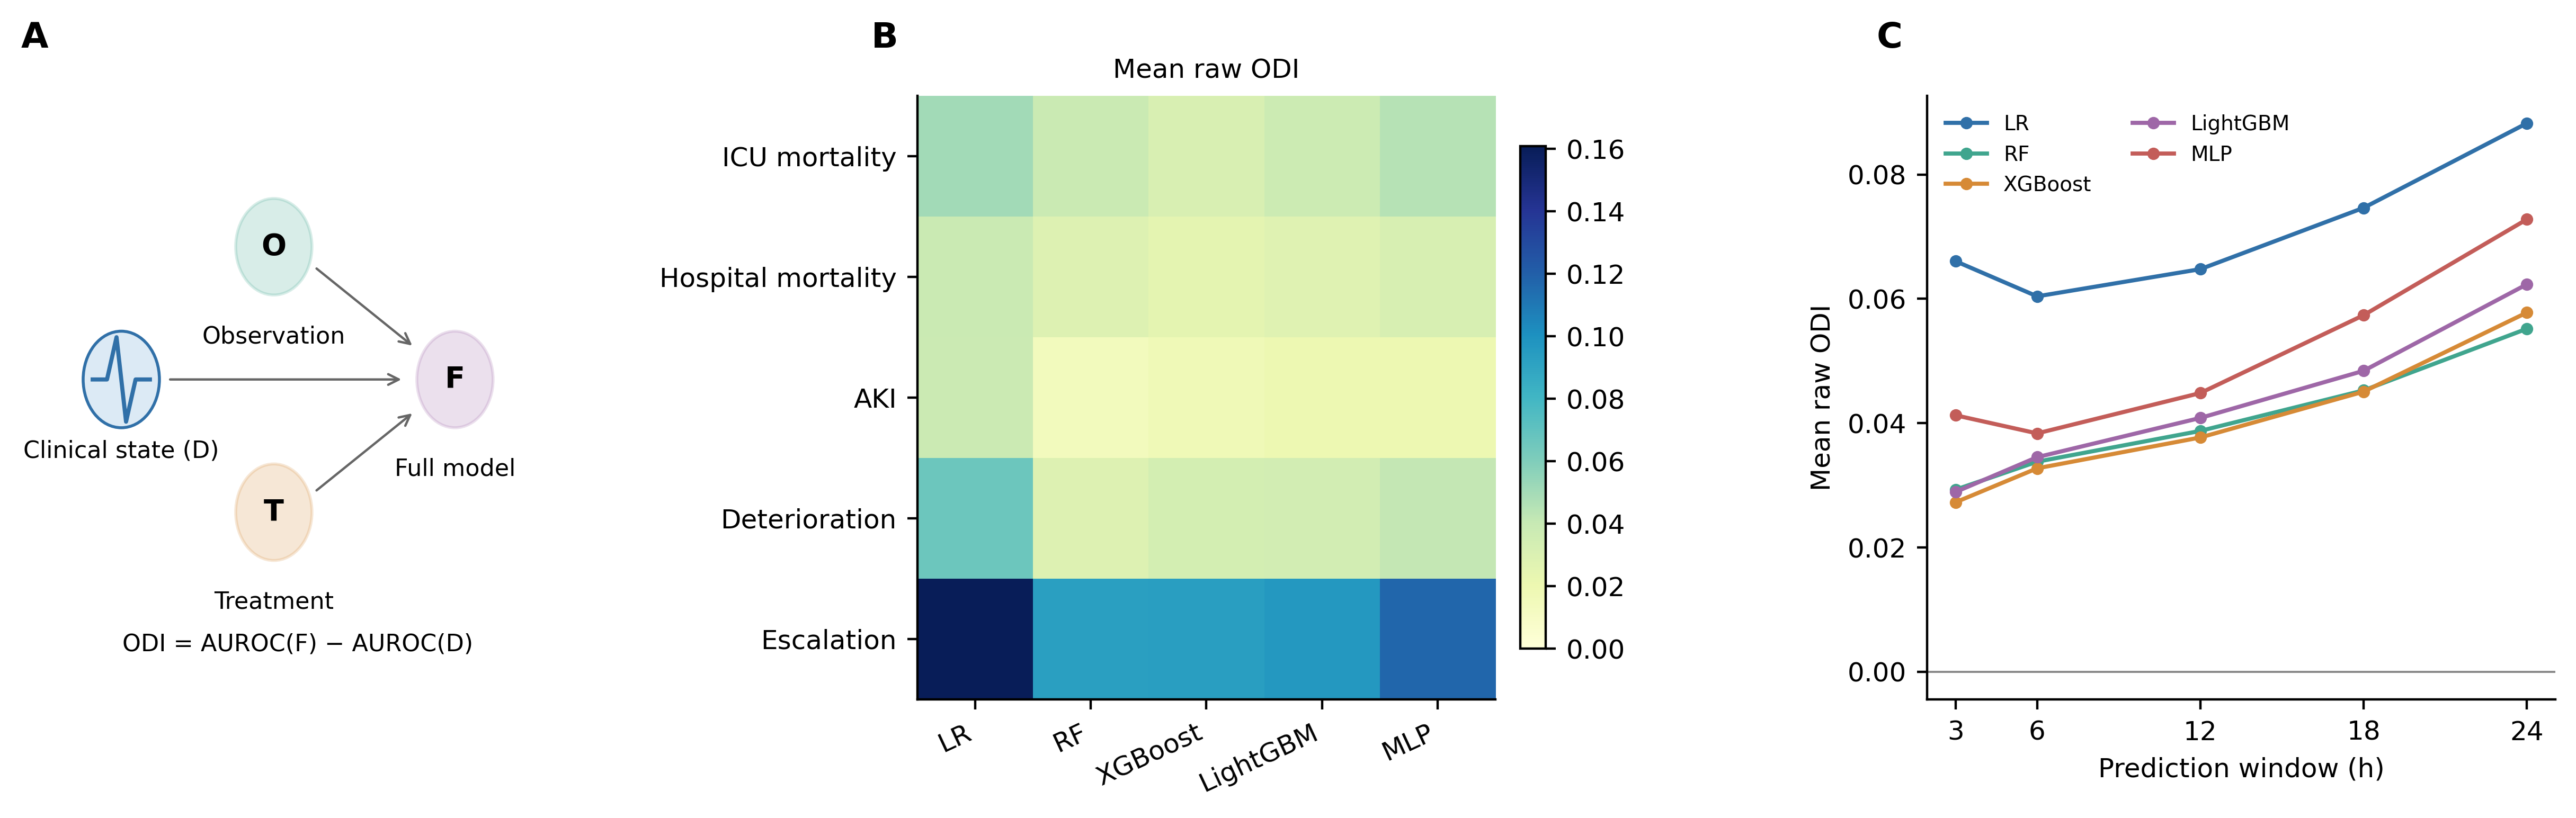 A
O
Observation
Clinical state (D)
F
Full model
T
Treatment
ODI = AUROC(F) − AUROC(D)
B
Mean raw ODI
ICU mortality
Hospital mortality
AKI
Deterioration
Escalation
LR
RF
XGBoost
LightGBM
MLP
0.16
0.14
0.12
0.10
0.08
0.06
0.04
0.02
0.00
C
LR
RF
XGBoost
LightGBM
MLP
Mean raw ODI
0.08
0.06
0.04
0.02
0.00
3
6
12
18
24
Prediction window (h)